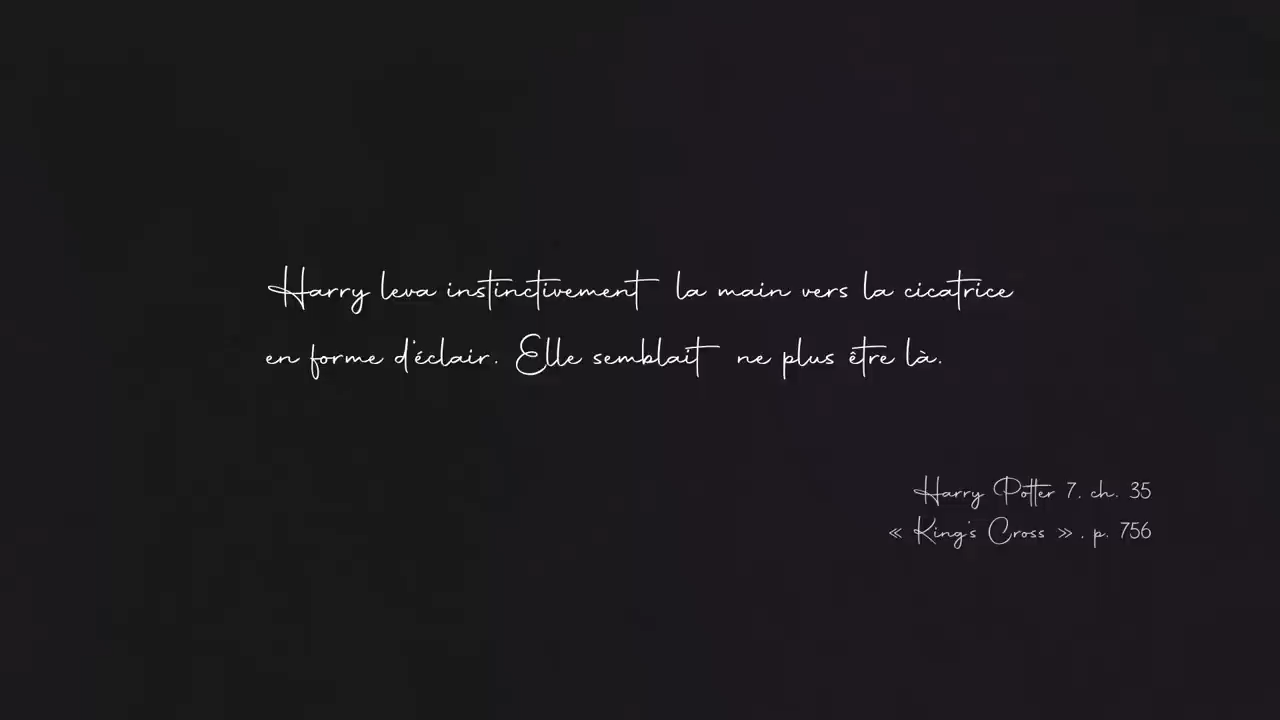 Harry leva instinctivement la main vers la cicatrice
en forme d'éclair. Elle semblait ne plus être là.
Harry Potter 7, ch. 35
« King's Cross », p. 756